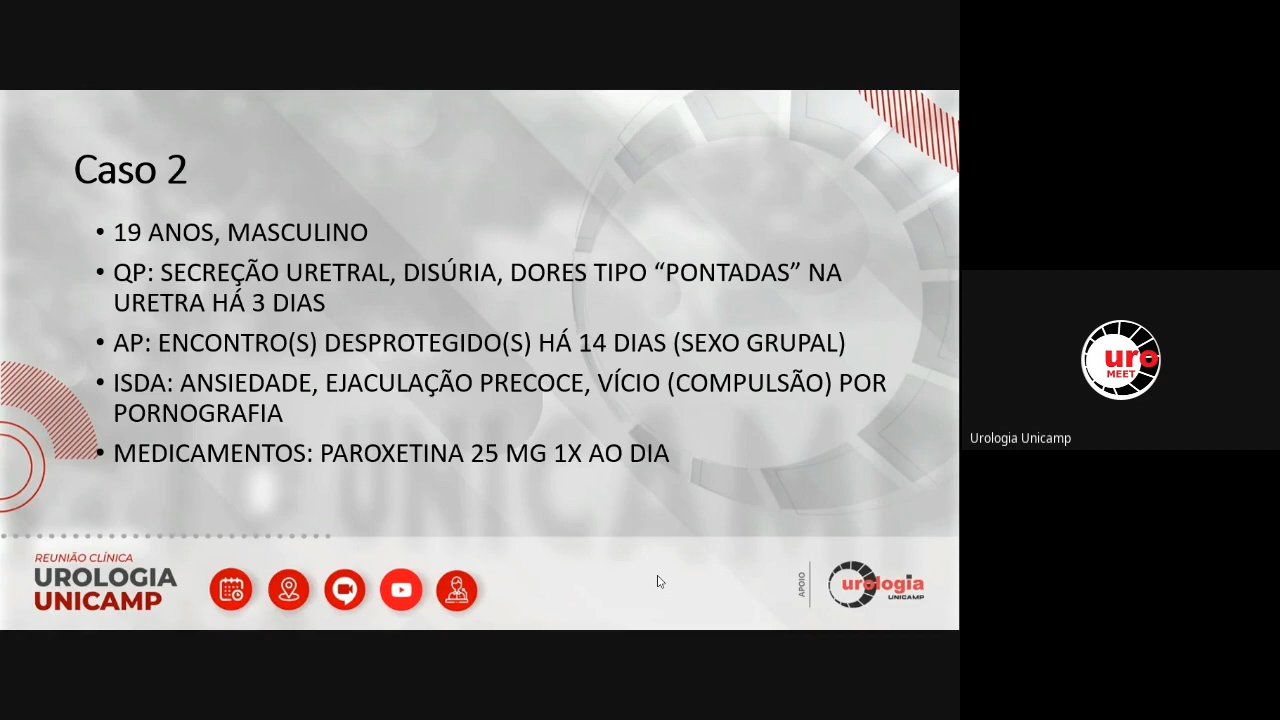 Caso 2
• 19 ANOS, MASCULINO
• QP: SECREÇÃO URETRAL, DISÚRIA, DORES TIPO “PONTADAS” NA
URETRA HÁ 3 DIAS
• AP: ENCONTRO(S) DESPROTEGIDO(S) HÁ 14 DIAS (SEXO GRUPAL)
• ISDA: ANSIEDADE, EJACULAÇÃO PRECOCE, VÍCIO (COMPULSÃO) POR
PORNOGRAFIA
• MEDICAMENTOS: PAROXETINA 25 MG 1X AO DIA
REUNIÃO CLÍNICA
UROLOGIA
UNICAMP
APOIO
urologia
UNICAMP
uro
MEET
Urologia Unicamp